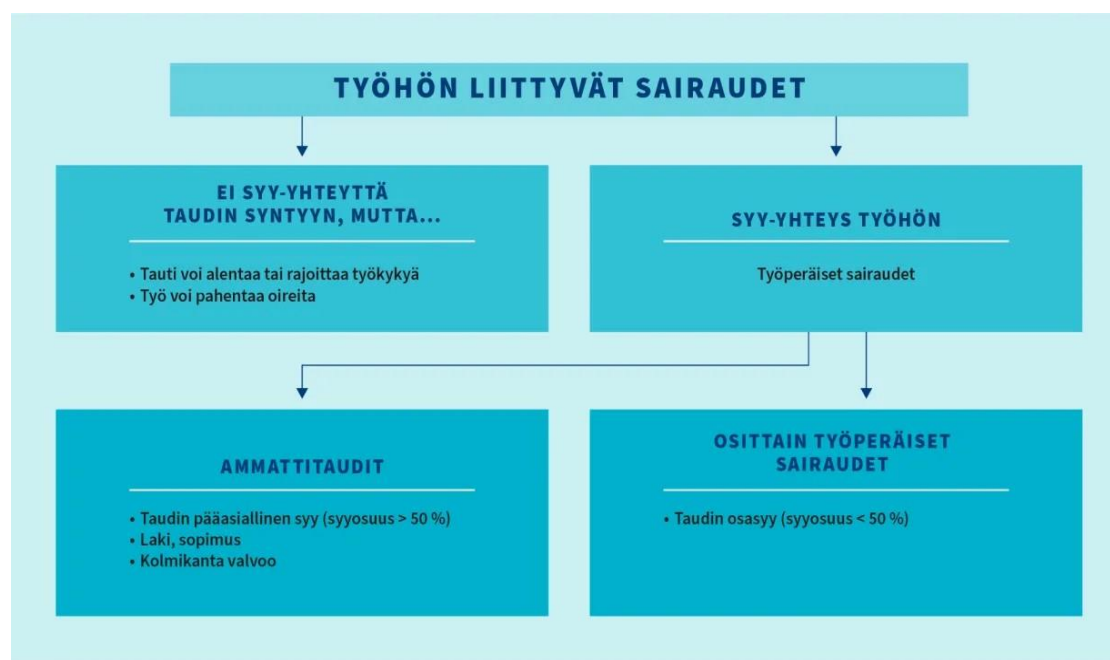 TYÖHÖN LIITTYVÄT SAIRAUDET
EI SYY-YHTEYTTÄ
TAUDIN SYNTYYN, MUTTA...
• Tauti voi alentaa tai rajoittaa työkykyä
• Työ voi pahentaa oireita
SYY-YHTEYS TYÖHÖN
Työperäiset sairaudet
AMMATTITAUDIT
• Taudin pääasiallinen syy (syyosuus > 50 %)
• Laki, sopimus
• Kolmikanta valvoo
OSITTAIN TYÖPERÄISET
SAIRAUDET
• Taudin osasyy (syyosuus < 50 %)